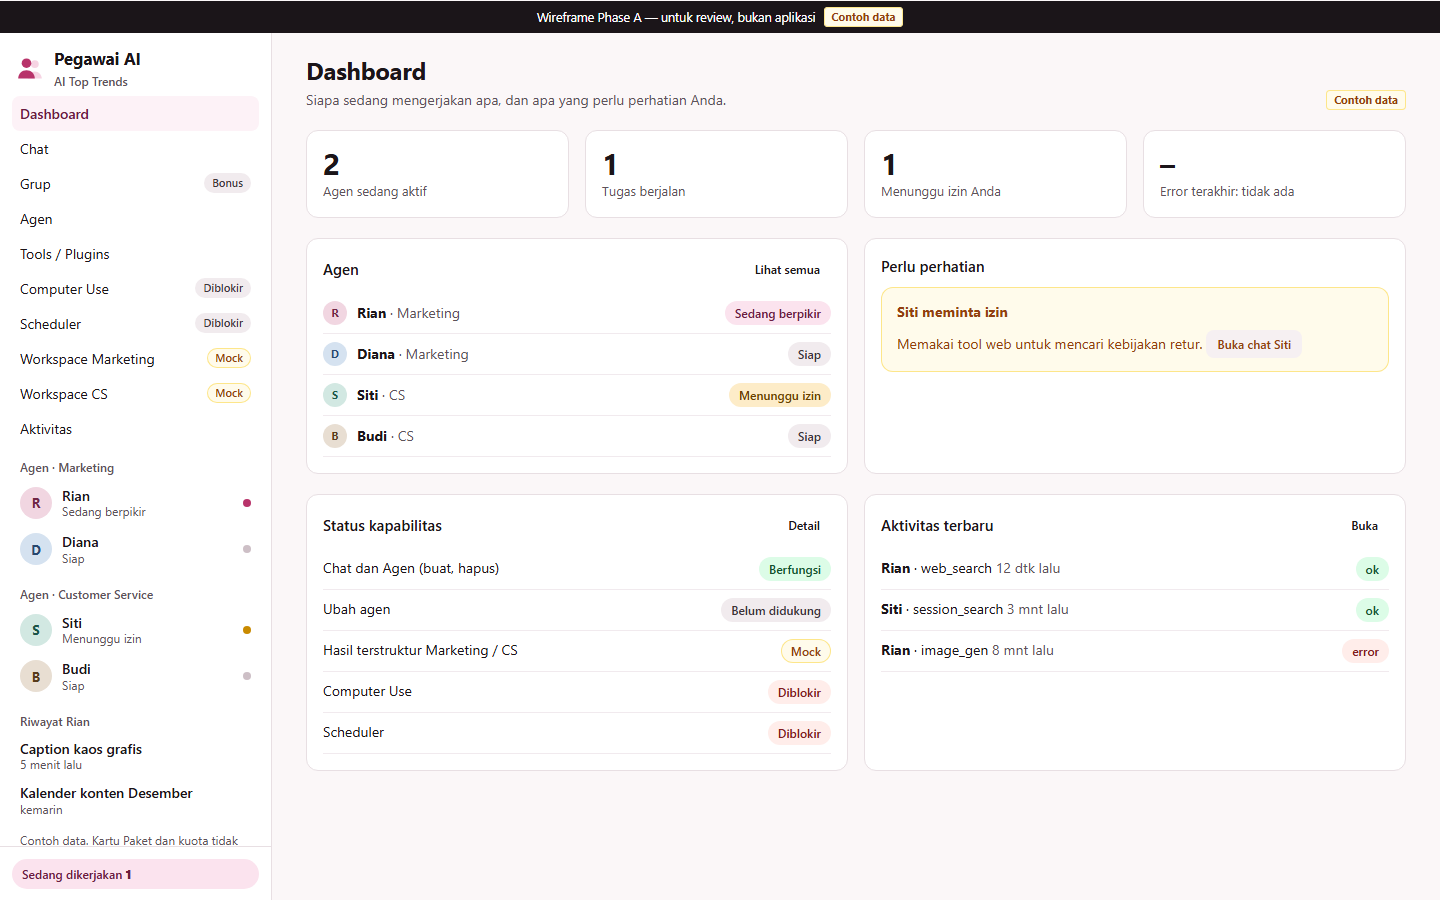 Wireframe Phase A — untuk review, bukan aplikasi Contoh data
Pegawai AI
AI Top Trends
Dashboard
Chat
Grup Bonus
Agen
Tools / Plugins
Computer Use Diblokir
Scheduler Diblokir
Workspace Marketing Mock
Workspace CS Mock
Aktivitas
Agen · Marketing
R Rian
Sedang berpikir
D Diana
Siap
Agen · Customer Service
S Siti
Menunggu izin
B Budi
Siap
Riwayat Rian
Caption kaos grafis
5 menit lalu
Kalender konten Desember
kemarin
Contoh data. Kartu Paket dan kuota tidak
Sedang dikerjakan 1
Dashboard
Siapa sedang mengerjakan apa, dan apa yang perlu perhatian Anda.
Contoh data
2
Agen sedang aktif
1
Tugas berjalan
1
Menunggu izin Anda
–
Error terakhir: tidak ada
Agen Lihat semua
R Rian · Marketing Sedang berpikir
D Diana · Marketing Siap
S Siti · CS Menunggu izin
B Budi · CS Siap
Perlu perhatian
Siti meminta izin
Memakai tool web untuk mencari kebijakan retur. Buka chat Siti
Status kapabilitas Detail
Chat dan Agen (buat, hapus) Berfungsi
Ubah agen Belum didukung
Hasil terstruktur Marketing / CS Mock
Computer Use Diblokir
Scheduler Diblokir
Aktivitas terbaru Buka
Rian · web_search 12 dtk lalu ok
Siti · session_search 3 mnt lalu ok
Rian · image_gen 8 mnt lalu error